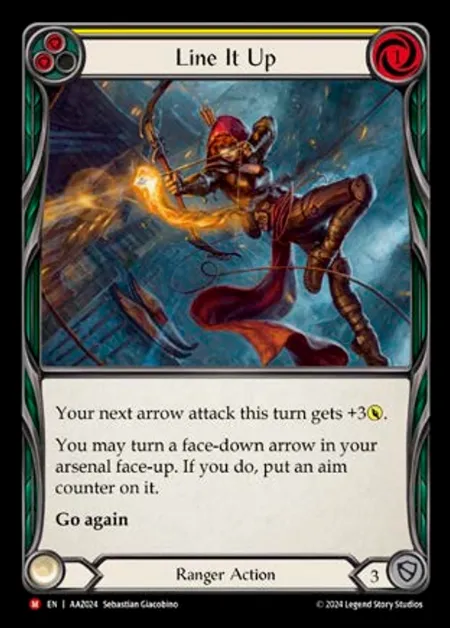 Line It Up
1
Your next arrow attack this turn gets +3.
You may turn a face-down arrow in your
arsenal face-up. If you do, put an aim
counter on it.
Go again
Ranger Action
3
M EN | AAZ024 Sebastian Giacobino
© 2024 Legend Story Studios